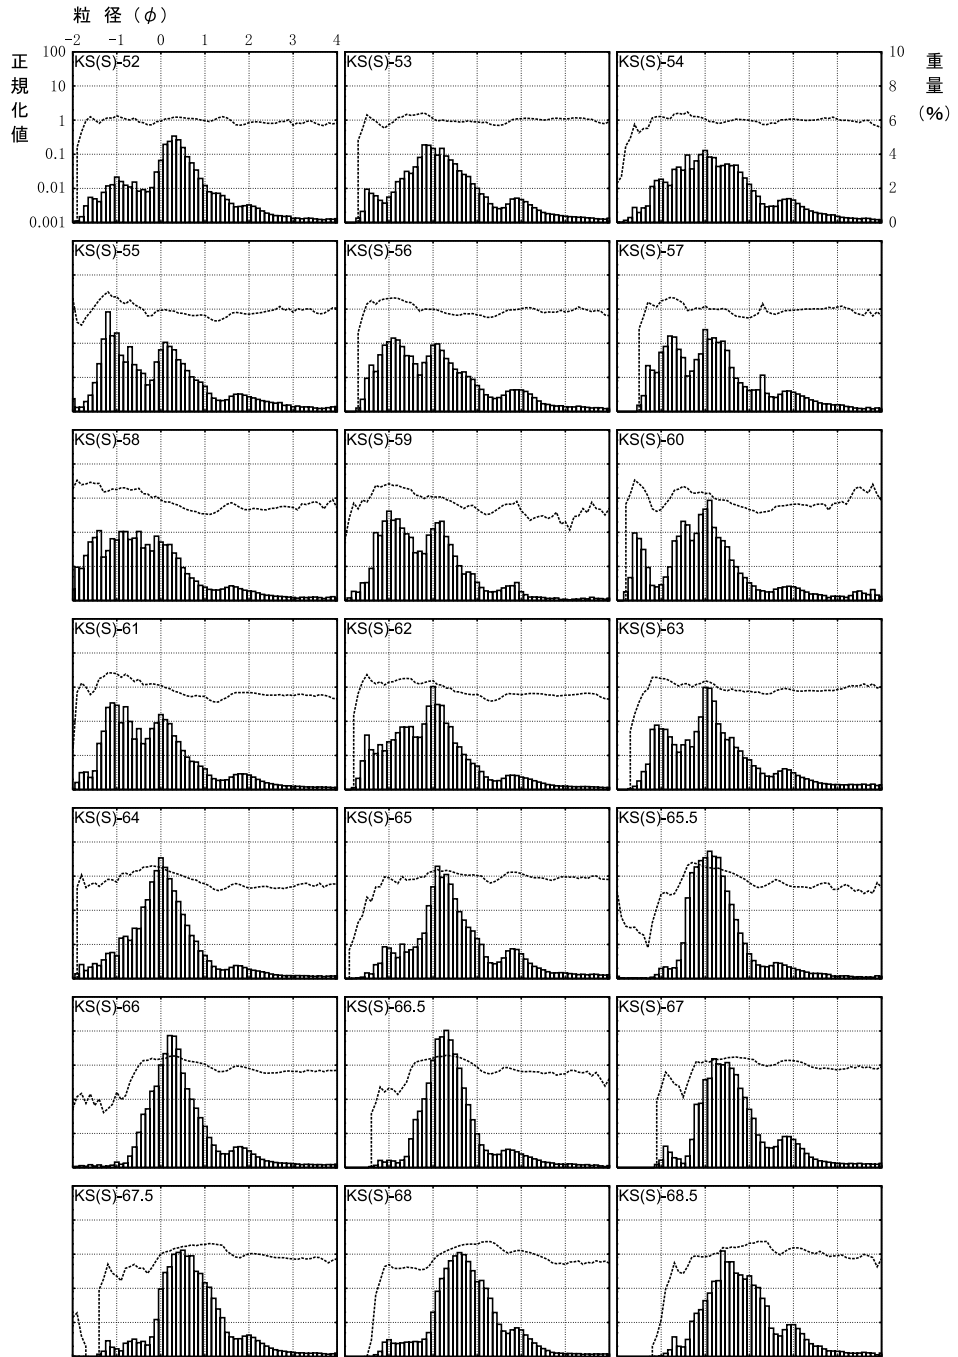 粒 径 (φ)
-2 -1 0 1 2 3 4
正規化値
100
10
1
0.1
0.01
0.001
重量(%)
10
8
6
4
2
0
KS(S)-52
KS(S)-53
KS(S)-54
KS(S)-55
KS(S)-56
KS(S)-57
KS(S)-58
KS(S)-59
KS(S)-60
KS(S)-61
KS(S)-62
KS(S)-63
KS(S)-64
KS(S)-65
KS(S)-65.5
KS(S)-66
KS(S)-66.5
KS(S)-67
KS(S)-67.5
KS(S)-68
KS(S)-68.5